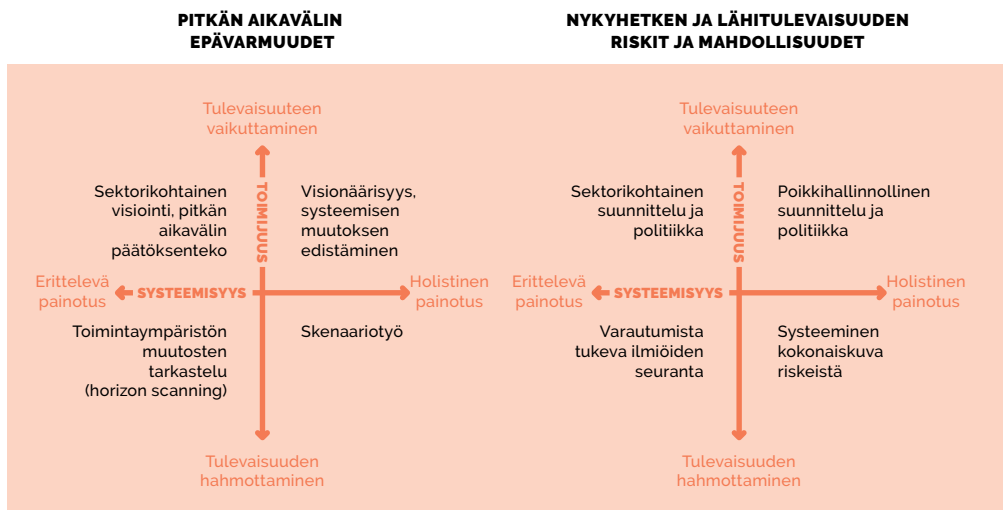 PITKÄN AIKAVÄLIN
EPÄVARMUUDET
Tulevaisuuteen
vaikuttaminen
Sektorikohtainen
visiointi, pitkän
aikavälin
päätöksenteko
TOIMIJUUS
Visionäärisyys,
systeemisen
muutoksen
edistäminen
Erittelevä
painotus
SYSTEEMISYYS
Holistinen
painotus
Toimintaympäristön
muutosten
tarkastelu
(horizon scanning)
Skenaariotyö
Tulevaisuuden
hahmottaminen
NYKYHETKEN JA LÄHITULEVAISUUDEN
RISKIT JA MAHDOLLISUUDET
Tulevaisuuteen
vaikuttaminen
Sektorikohtainen
suunnittelu ja
politiikka
TOIMIJUUS
Poikkihallinnollinen
suunnittelu ja
politiikka
Erittelevä
painotus
SYSTEEMISYYS
Holistinen
painotus
Varautumista
tukeva ilmiöiden
seuranta
Systeeminen
kokonaiskuva
riskeistä
Tulevaisuuden
hahmottaminen